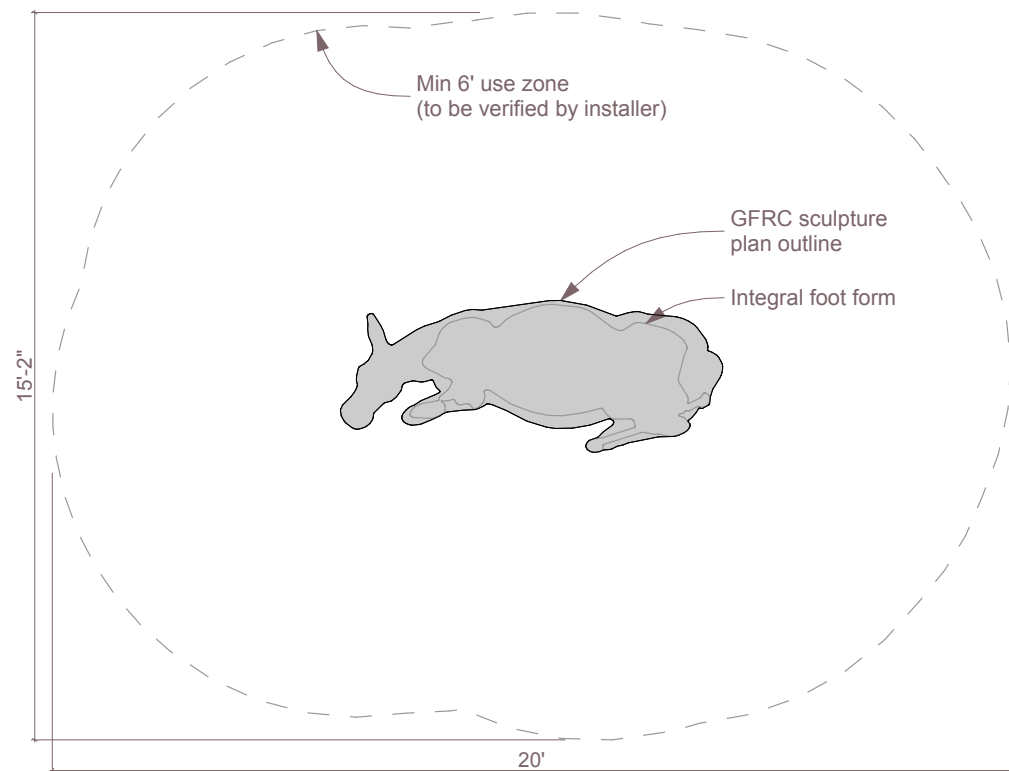 Min 6' use zone
(to be verified by installer)
GFRC sculpture
plan outline
Integral foot form
15'-2"
20'